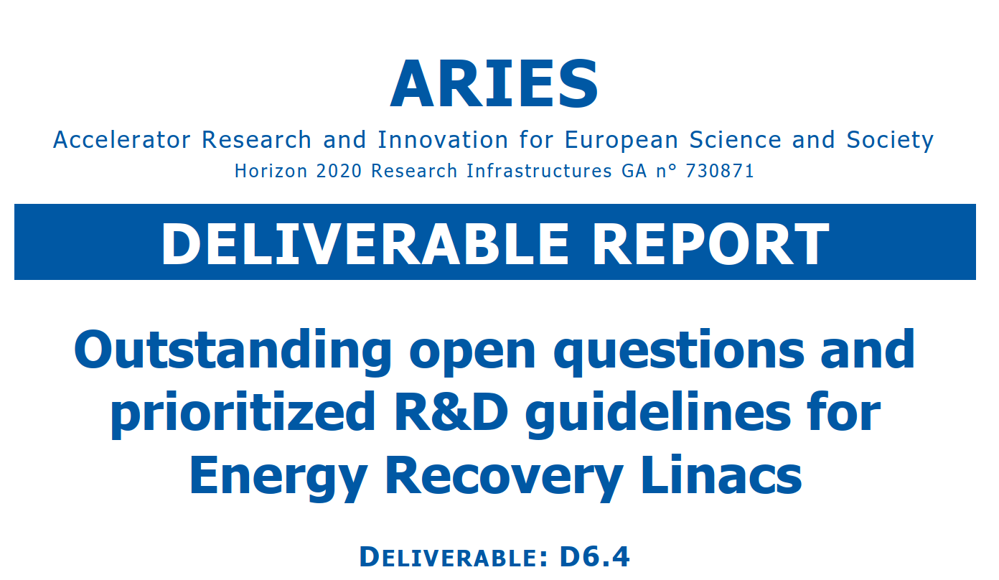 ARIES
Accelerator Research and Innovation for European Science and Society
Horizon 2020 Research Infrastructures GA n° 730871
DELIVERABLE REPORT
Outstanding open questions and
prioritized R&D guidelines for
Energy Recovery Linacs
DELIVERABLE: D6.4